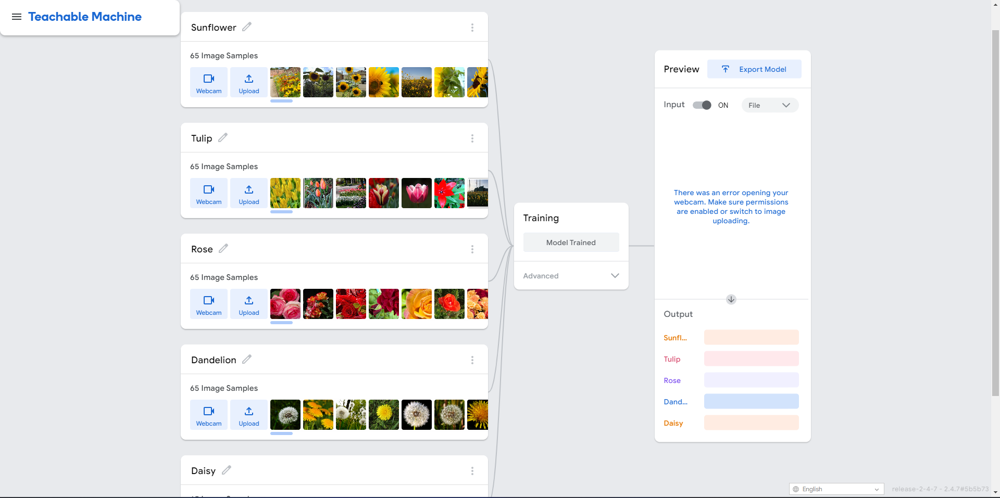 Teachable Machine
Sunflower
65 Image Samples
Webcam
Upload
Tulip
65 Image Samples
Webcam
Upload
Rose
65 Image Samples
Webcam
Upload
Dandelion
65 Image Samples
Webcam
Upload
Daisy
Training
Model Trained
Advanced
Preview
Export Model
Input
ON
File
There was an error opening your
webcam. Make sure permissions
are enabled or switch to image
uploading.
Output
Sunfl...
Tulip
Rose
Dand...
Daisy
English
release-2-4-7 - 2.4.7#5b5b73